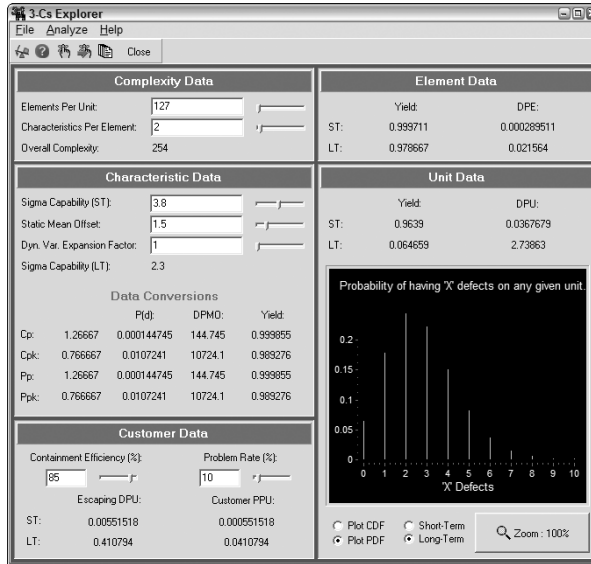 3-Cs Explorer
File Analyze Help
Close
Complexity Data
Elements Per Unit: 127
Characteristics Per Element: 2
Overall Complexity: 254
Characteristic Data
Sigma Capability (ST): 3.8
Static Mean Offset: 1.5
Dyn. Var. Expansion Factor: 1
Sigma Capability (LT): 2.3
Data Conversions
P(d): DPMO: Yield:
Cp: 1.26667 0.000144745 144.745 0.999855
Cpk: 0.766667 0.0107241 10724.1 0.989276
Pp: 1.26667 0.000144745 144.745 0.999855
Ppk: 0.766667 0.0107241 10724.1 0.989276
Customer Data
Containment Efficiency (%): Problem Rate (%):
85 10
Escaping DPU: Customer PPU:
ST: 0.00551518 0.000551518
LT: 0.410794 0.0410794
Element Data
Yield: DPE:
ST: 0.999711 0.000289511
LT: 0.978667 0.021564
Unit Data
Yield: DPU:
ST: 0.9639 0.0367679
LT: 0.064659 2.73863
Probability of having 'X' defects on any given unit.
0.2
0.15
0.1
0.05
0
0 1 2 3 4 5 6 7 8 9 10
'X' Defects
Plot CDF Short-Term
Plot PDF Long-Term
Zoom : 100%